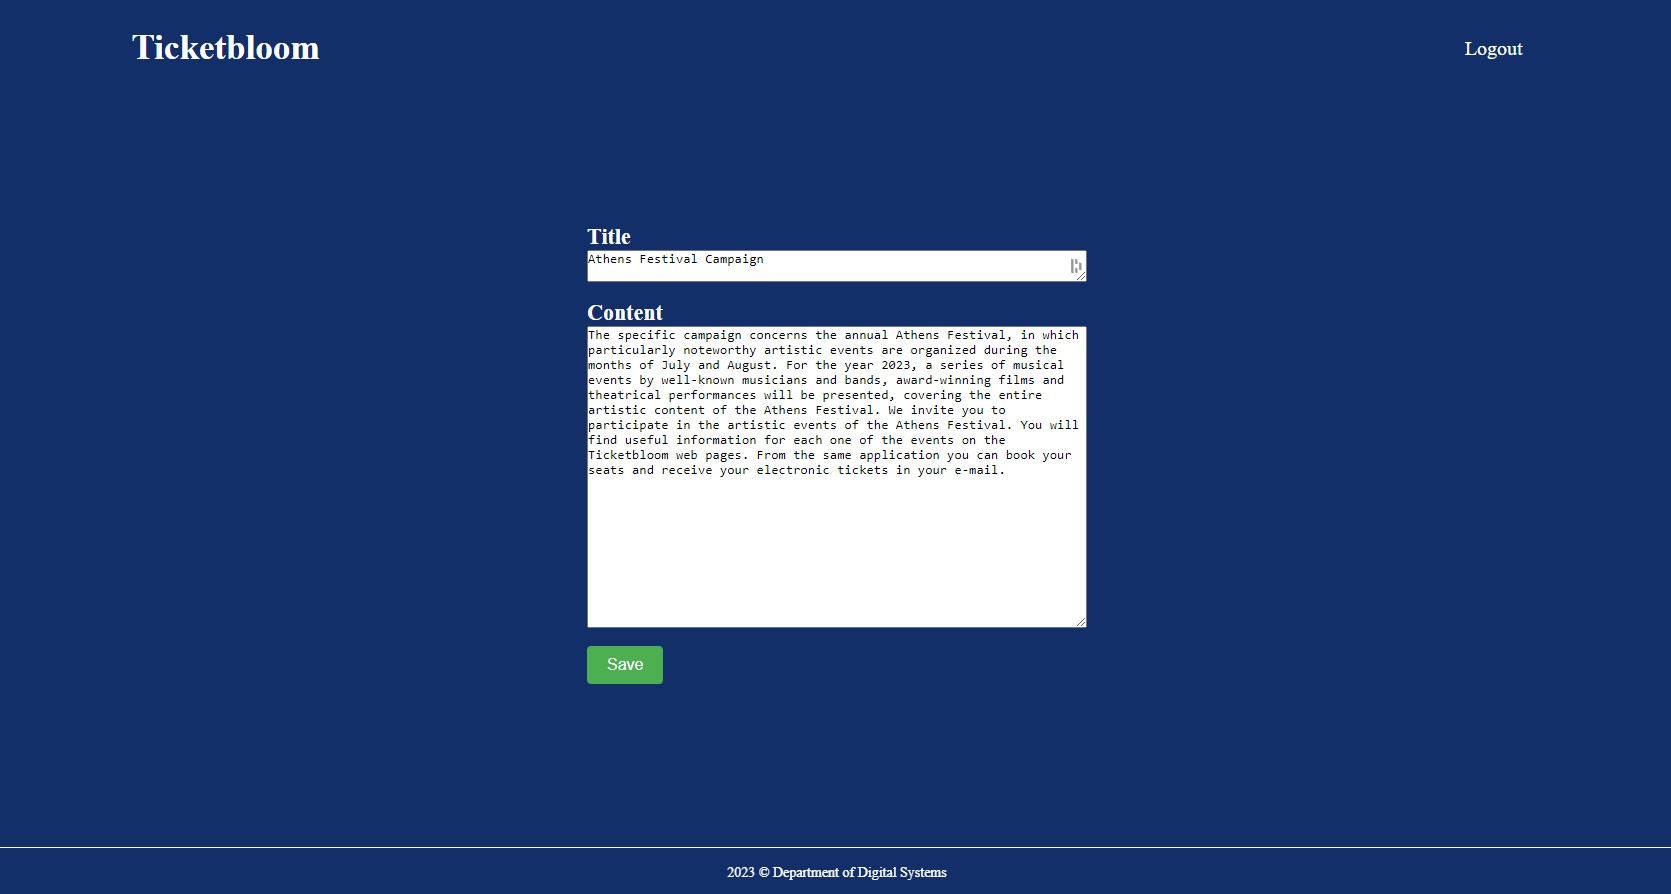 Ticketbloom
Logout
Title
Athens Festival Campaign
Content
The specific campaign concerns the annual Athens Festival, in which
particularly noteworthy artistic events are organized during the
months of July and August. For the year 2023, a series of musical
events by well-known musicians and bands, award-winning films and
theatrical performances will be presented, covering the entire
artistic content of the Athens Festival. We invite you to
participate in the artistic events of the Athens Festival. You will
find useful information for each one of the events on the
Ticketbloom web pages. From the same application you can book your
seats and receive your electronic tickets in your e-mail.
Save
2023 © Department of Digital Systems